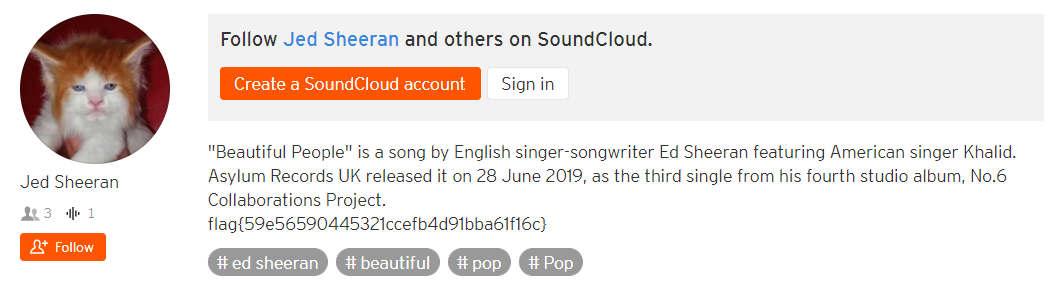 Follow Jed Sheeran and others on SoundCloud.
Create a SoundCloud account
Sign in
Jed Sheeran
3
1
Follow
"Beautiful People" is a song by English singer-songwriter Ed Sheeran featuring American singer Khalid.
Asylum Records UK released it on 28 June 2019, as the third single from his fourth studio album, No.6
Collaborations Project.
flag{59e56590445321ccefb4d91bba61f16c}
# ed sheeran
# beautiful
# pop
# Pop